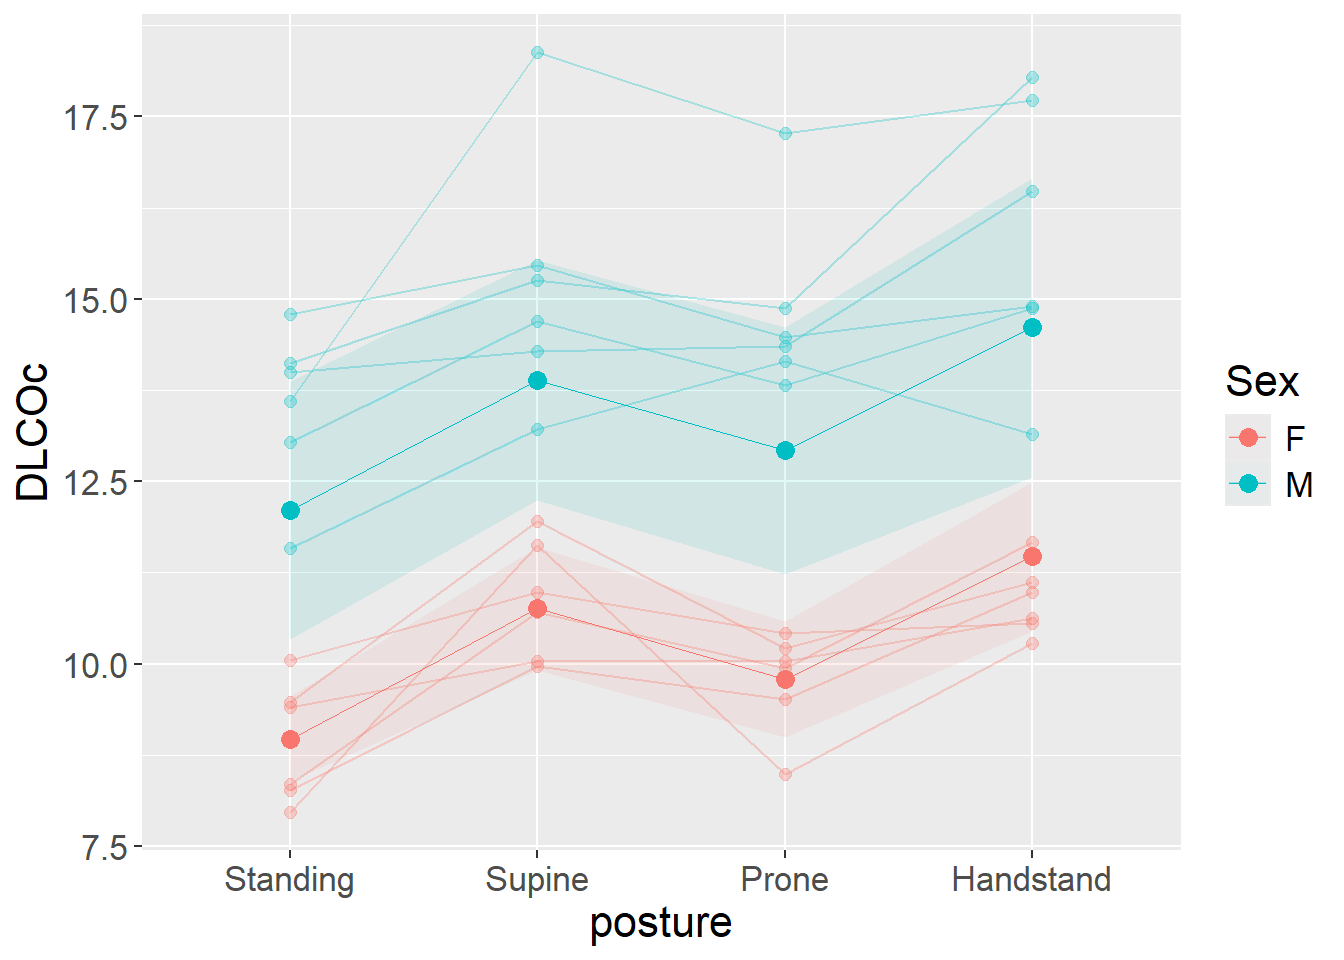 DLCOc
17.5
15.0
12.5
10.0
7.5
Standing
Supine
Prone
Handstand
posture
Sex
F
M